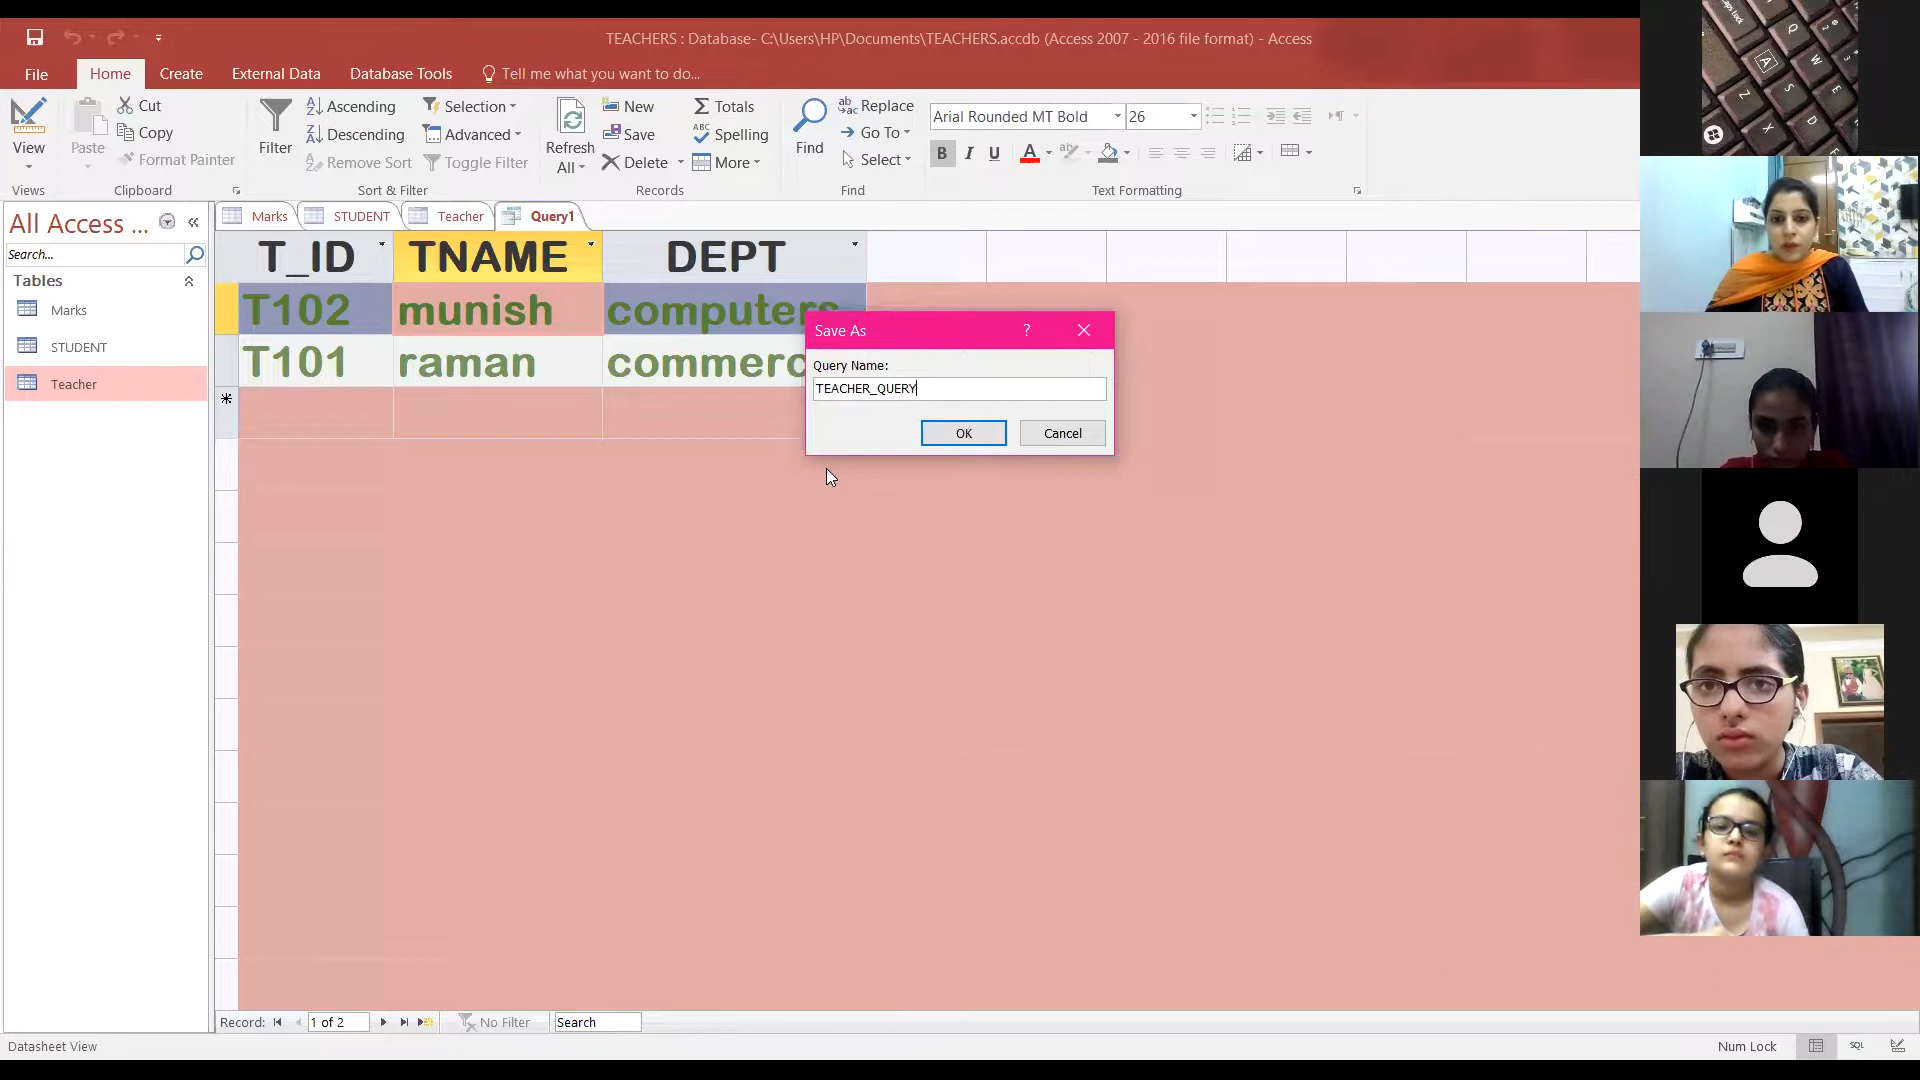 TEACHERS : Database- C:\Users\HP\Documents\TEACHERS.accdb (Access 2007 - 2016 file format) - Access
File Home Create External Data Database Tools Tell me what you want to do...
View
Views
Paste
Cut
Copy
Format Painter
Clipboard
Filter
Ascending
Descending
Remove Sort
Selection
Advanced
Toggle Filter
Sort & Filter
Refresh
All
New
Save
Delete
Totals
Spelling
More
Records
Find
Replace
Go To
Select
Find
Arial Rounded MT Bold 26
B I U A
Text Formatting
All Access ...
Search...
Tables
Marks
STUDENT
Teacher
Marks STUDENT Teacher Query1
T_ID TNAME DEPT
T102 munish computers
T101 raman commerc
Save As ?
Query Name:
TEACHER_QUERY
OK Cancel
Record: 1 of 2 No Filter Search
Datasheet View Num Lock SQL